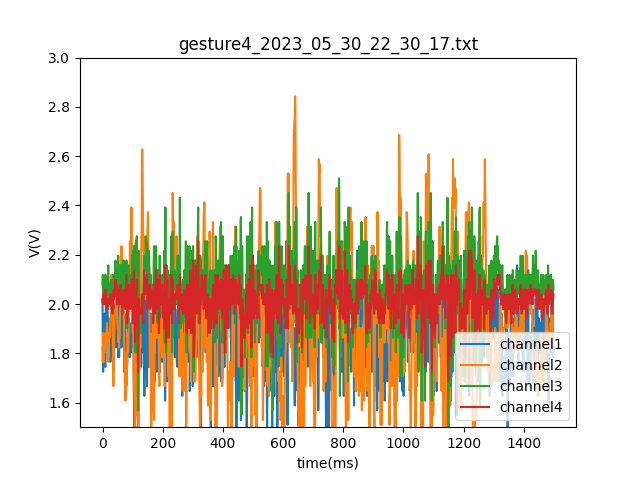 gesture4_2023_05_30_22_30_17.txt
3.0
2.8
2.6
2.4
2.2
2.0
1.8
1.6
V(V)
channel1
channel2
channel3
channel4
0 200 400 600 800 1000 1200 1400
time(ms)